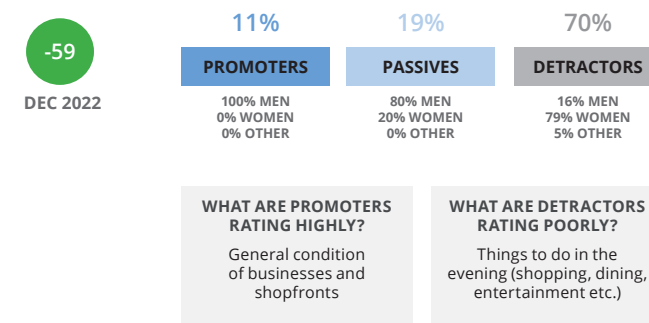 -59
DEC 2022
11%
PROMOTERS
100% MEN
0% WOMEN
0% OTHER
19%
PASSIVES
80% MEN
20% WOMEN
0% OTHER
70%
DETRACTORS
16% MEN
79% WOMEN
5% OTHER
WHAT ARE PROMOTERS
RATING HIGHLY?
General condition
of businesses and
shopfronts
WHAT ARE DETRACTORS
RATING POORLY?
Things to do in the
evening (shopping, dining,
entertainment etc.)